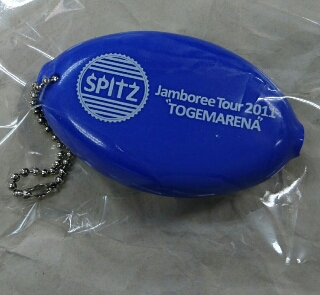 SPITZ
Jamboree Tour 2011
"TOGEMARENA"